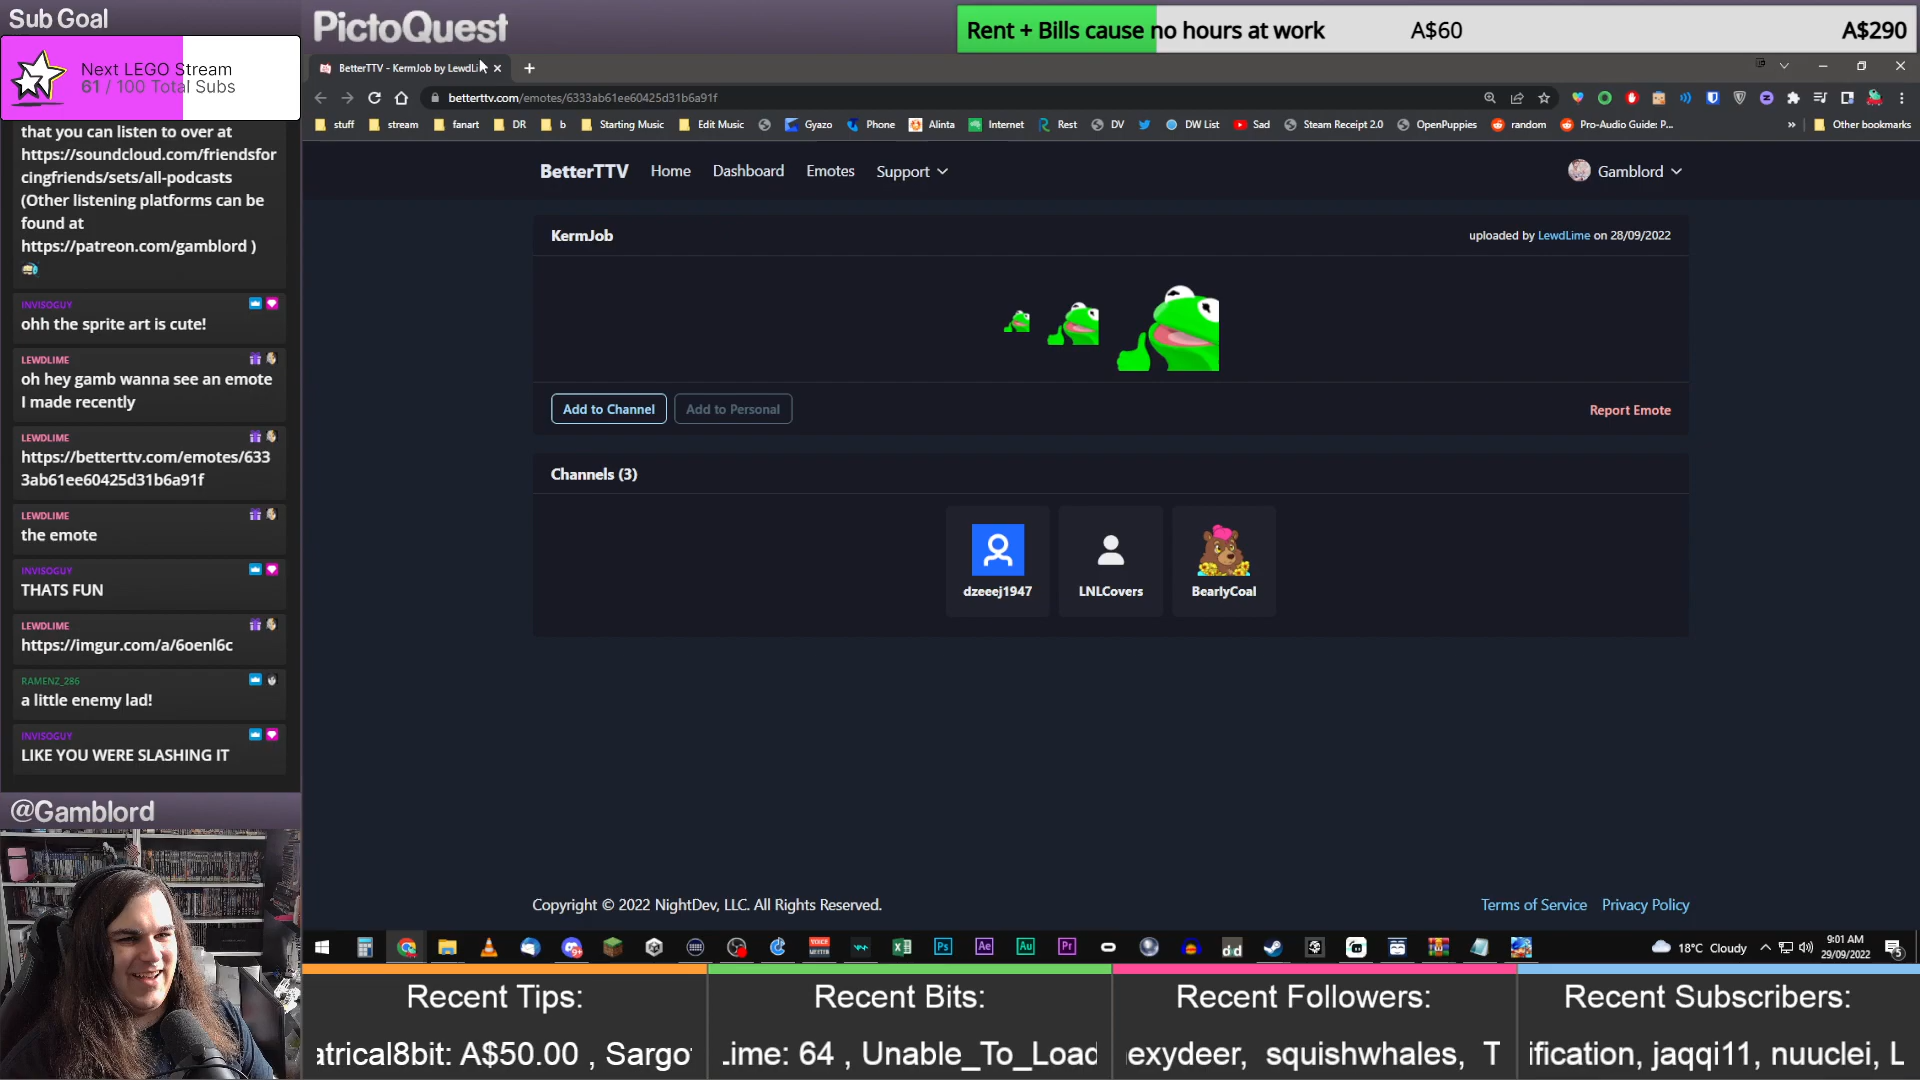 Sub Goal
Next LEGO Stream
61 / 100 Total Subs
that you can listen to over at
https://soundcloud.com/friendsfor
cingfriends/sets/all-podcasts
(Other listening platforms can be
found at
https://patreon.com/gamblord )
INVISOGUY
ohh the sprite art is cute!
LEWDLIME
oh hey gamb wanna see an emote
I made recently
LEWDLIME
https://betterttv.com/emotes/633
3ab61ee60425d31b6a91f
LEWDLIME
the emote
INVISOGUY
THATS FUN
LEWDLIME
https://imgur.com/a/6oenl6c
RAMENZ_286
a little enemy lad!
INVISOGUY
LIKE YOU WERE SLASHING IT
@Gamblord
PictoQuest
Rent + Bills cause no hours at work A$60 A$290
BetterTTV - KermJob by LewdLi
betterttv.com/emotes/6333ab61ee60425d31b6a91f
stuff stream fanart DR b Starting Music Edit Music Gyazo Phone Alinta Internet Rest DV DW List Sad Steam Receipt 2.0 OpenPuppies random Pro-Audio Guide: P... » Other bookmarks
BetterTTV Home Dashboard Emotes Support Gamblord
KermJob uploaded by LewdLime on 28/09/2022
Add to Channel Add to Personal Report Emote
Channels (3)
dzeeej1947 LNLCovers BearlyCoal
Copyright © 2022 NightDev, LLC. All Rights Reserved. Terms of Service Privacy Policy
Ps Ae Au Pr dd
18°C Cloudy
9:01 AM
29/09/2022
5
Recent Tips: Recent Bits: Recent Followers: Recent Subscribers:
atrical8bit: A$50.00 , Sargo .ime: 64 , Unable_To_Load exydeer, squishwhales, T ification, jaqqi11, nuuclei, L